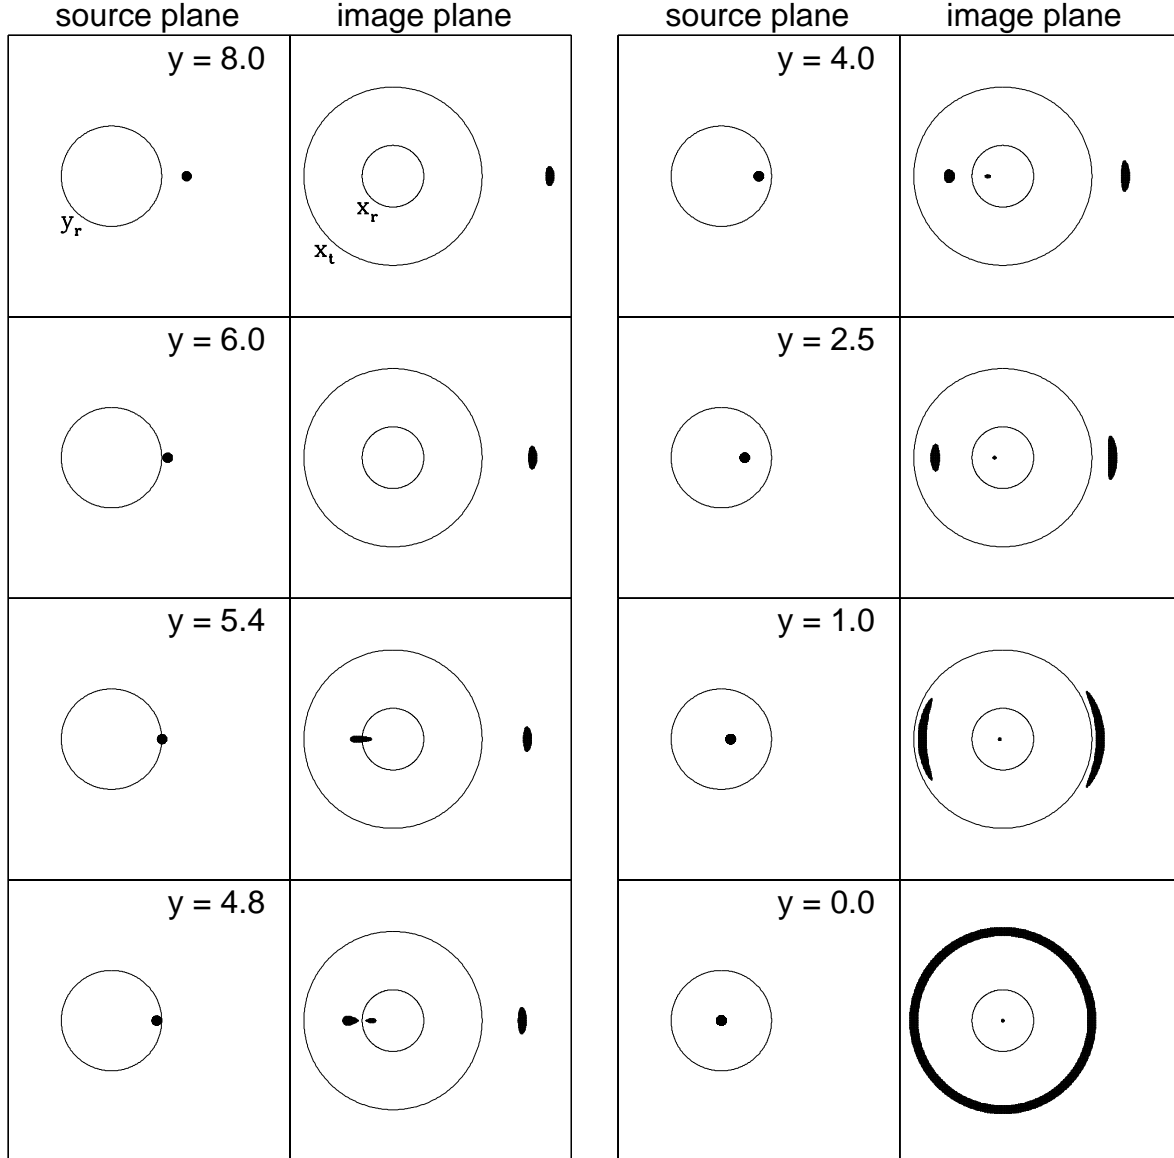 source plane image plane source plane image plane
y = 8.0 y = 4.0
y_r x_r
x_t
y = 6.0 y = 2.5
y = 5.4 y = 1.0
y = 4.8 y = 0.0